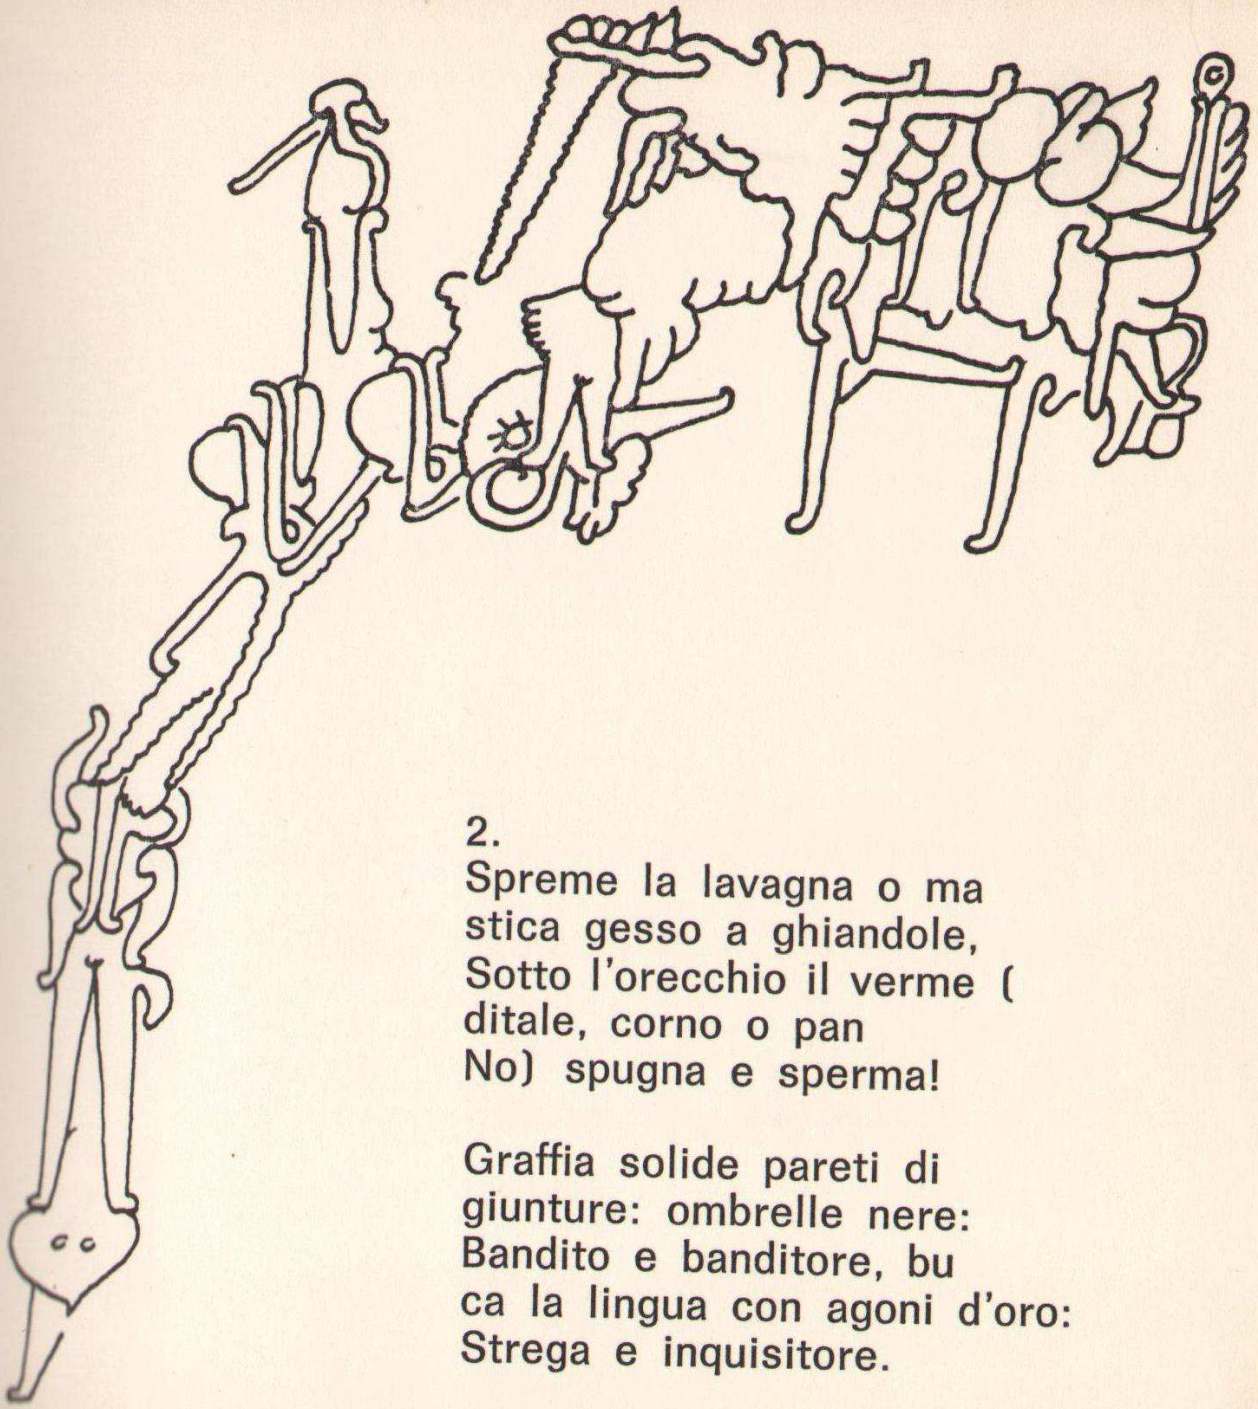 2.
Spreme la lavagna o ma
stica gesso a ghiandole,
Sotto l'orecchio il verme (
ditale, corno o pan
No) spugna e sperma!
Graffia solide pareti di
giunture: ombrelle nere:
Bandito e banditore, bu
ca la lingua con agoni d'oro:
Strega e inquisitore.